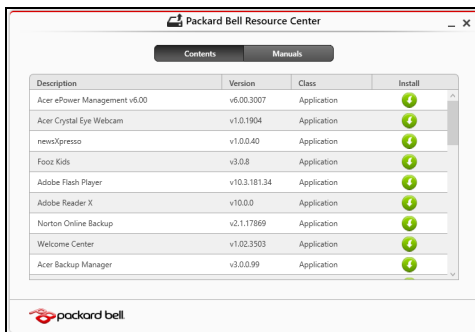 Packard Bell Resource Center
Contents Manuals
Description Version Class Install
Acer ePower Management v6.00 v6.00.3007 Application
Acer Crystal Eye Webcam v1.0.1904 Application
newsXpresso v1.0.0.40 Application
Fooz Kids v3.0.8 Application
Adobe Flash Player v10.3.181.34 Application
Adobe Reader X v10.0.0 Application
Norton Online Backup v2.1.17869 Application
Welcome Center v1.02.3503 Application
Acer Backup Manager v3.0.0.99 Application
packard bell